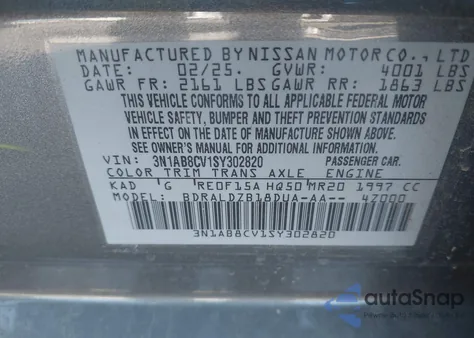 MANUFACTURED BY NISSAN MOTOR CO., LTD
DATE: 02/25. GVWR: 4001 LBS
GAWR FR: 2161 LBS GAWR RR: 1863 LBS
THIS VEHICLE CONFORMS TO ALL APPLICABLE FEDERAL MOTOR
VEHICLE SAFETY, BUMPER AND THEFT PREVENTION STANDARDS
IN EFFECT ON THE DATE OF MANUFACTURE SHOWN ABOVE.
SEE OWNER'S MANUAL FOR ADDITIONAL INFORMATION
VIN: 3N1AB8CV1SY302820 PASSENGER CAR.
COLOR TRIM TRANS AXLE ENGINE
KAD G RE0F15A HQ50 MR20 1997 CC
MODEL: BDRALDZB18DUA-AA-- 4Z000
3N1AB8CV1SY302820
autoSnap